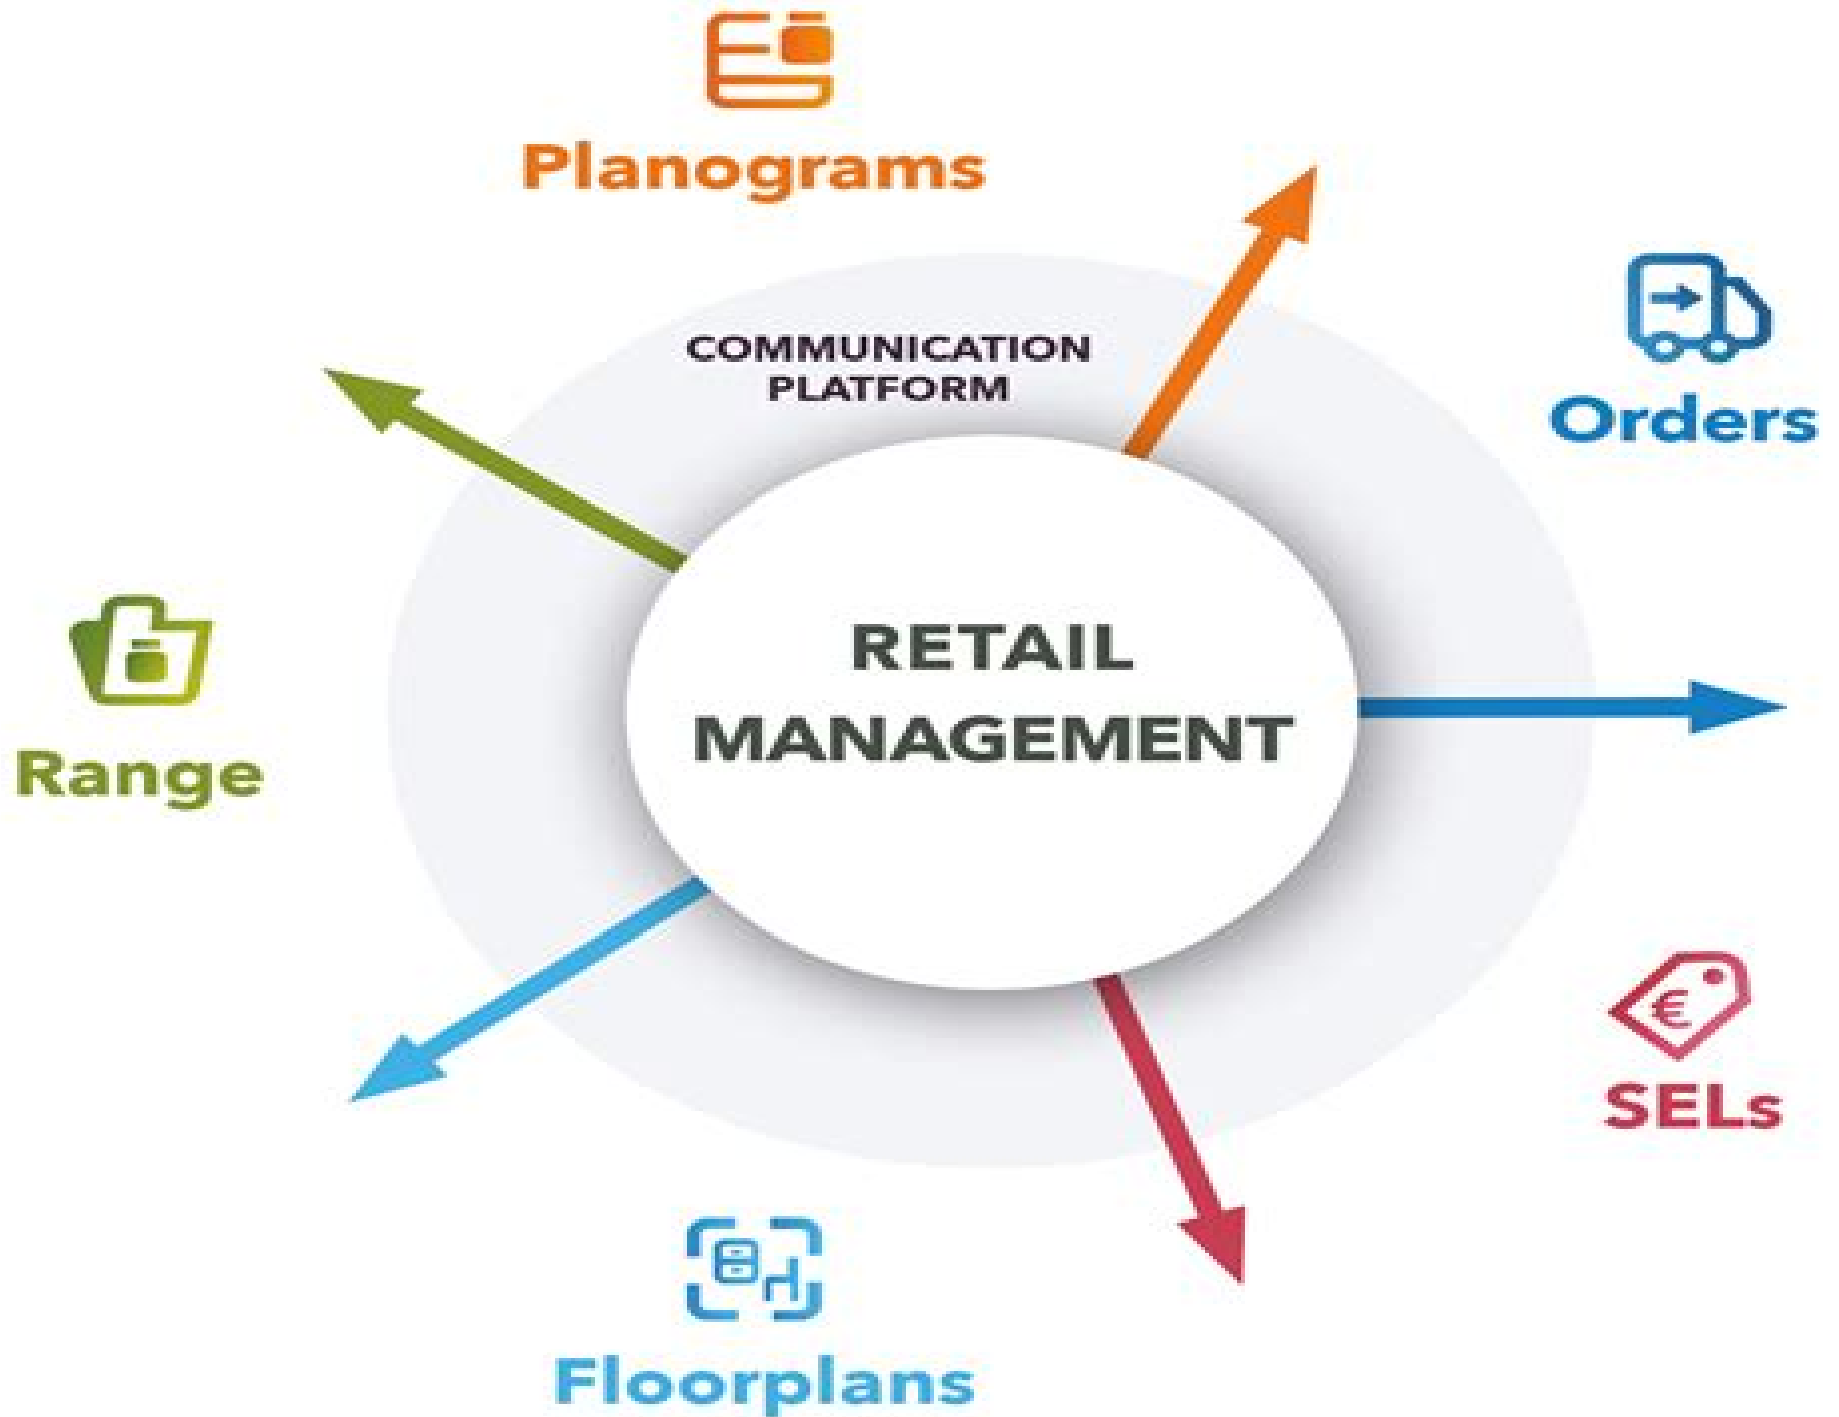 Planograms
COMMUNICATION
PLATFORM
Orders
RETAIL
MANAGEMENT
Range
€
SELs
Floorplans